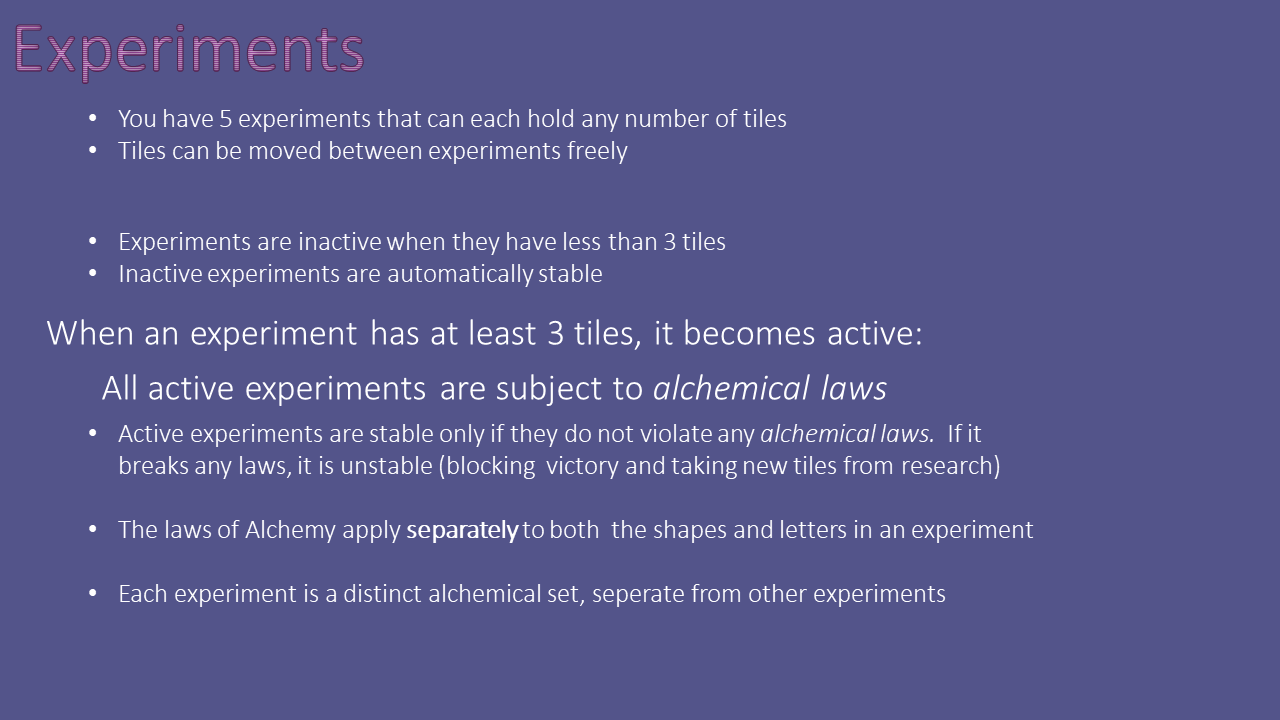 Experiments
• You have 5 experiments that can each hold any number of tiles
• Tiles can be moved between experiments freely
• Experiments are inactive when they have less than 3 tiles
• Inactive experiments are automatically stable
When an experiment has at least 3 tiles, it becomes active:
All active experiments are subject to alchemical laws
• Active experiments are stable only if they do not violate any alchemical laws. If it
breaks any laws, it is unstable (blocking victory and taking new tiles from research)
• The laws of Alchemy apply separately to both the shapes and letters in an experiment
• Each experiment is a distinct alchemical set, seperate from other experiments